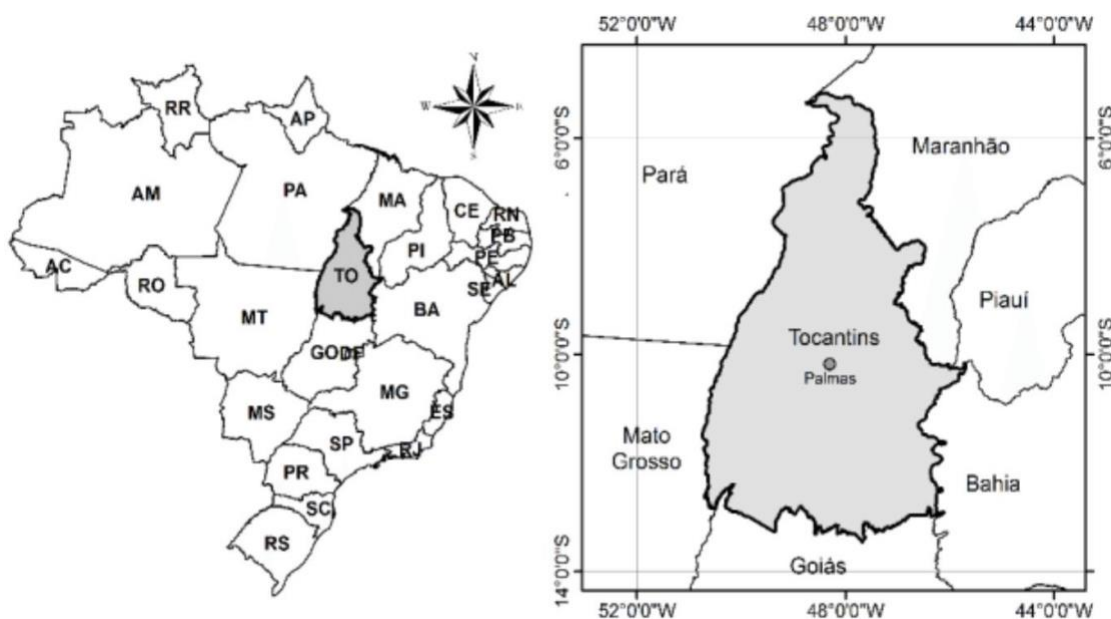 N
W
E
S
RR
AP
AM
PA
MA
CE
RN
PB
PI
PE
AL
SE
AC
RO
TO
BA
MT
GO
DF
MG
ES
MS
SP
RJ
PR
SC
RS
52°0'0"W
48°0'0"W
44°0'0"W
6°0'0"S
6°0'0"S
Maranhão
Pará
Piauí
Tocantins
10°0'0"S
10°0'0"S
Palmas
Mato
Grosso
Bahia
Goiás
14°0'0"S
14°0'0"S
52°0'0"W
48°0'0"W
44°0'0"W